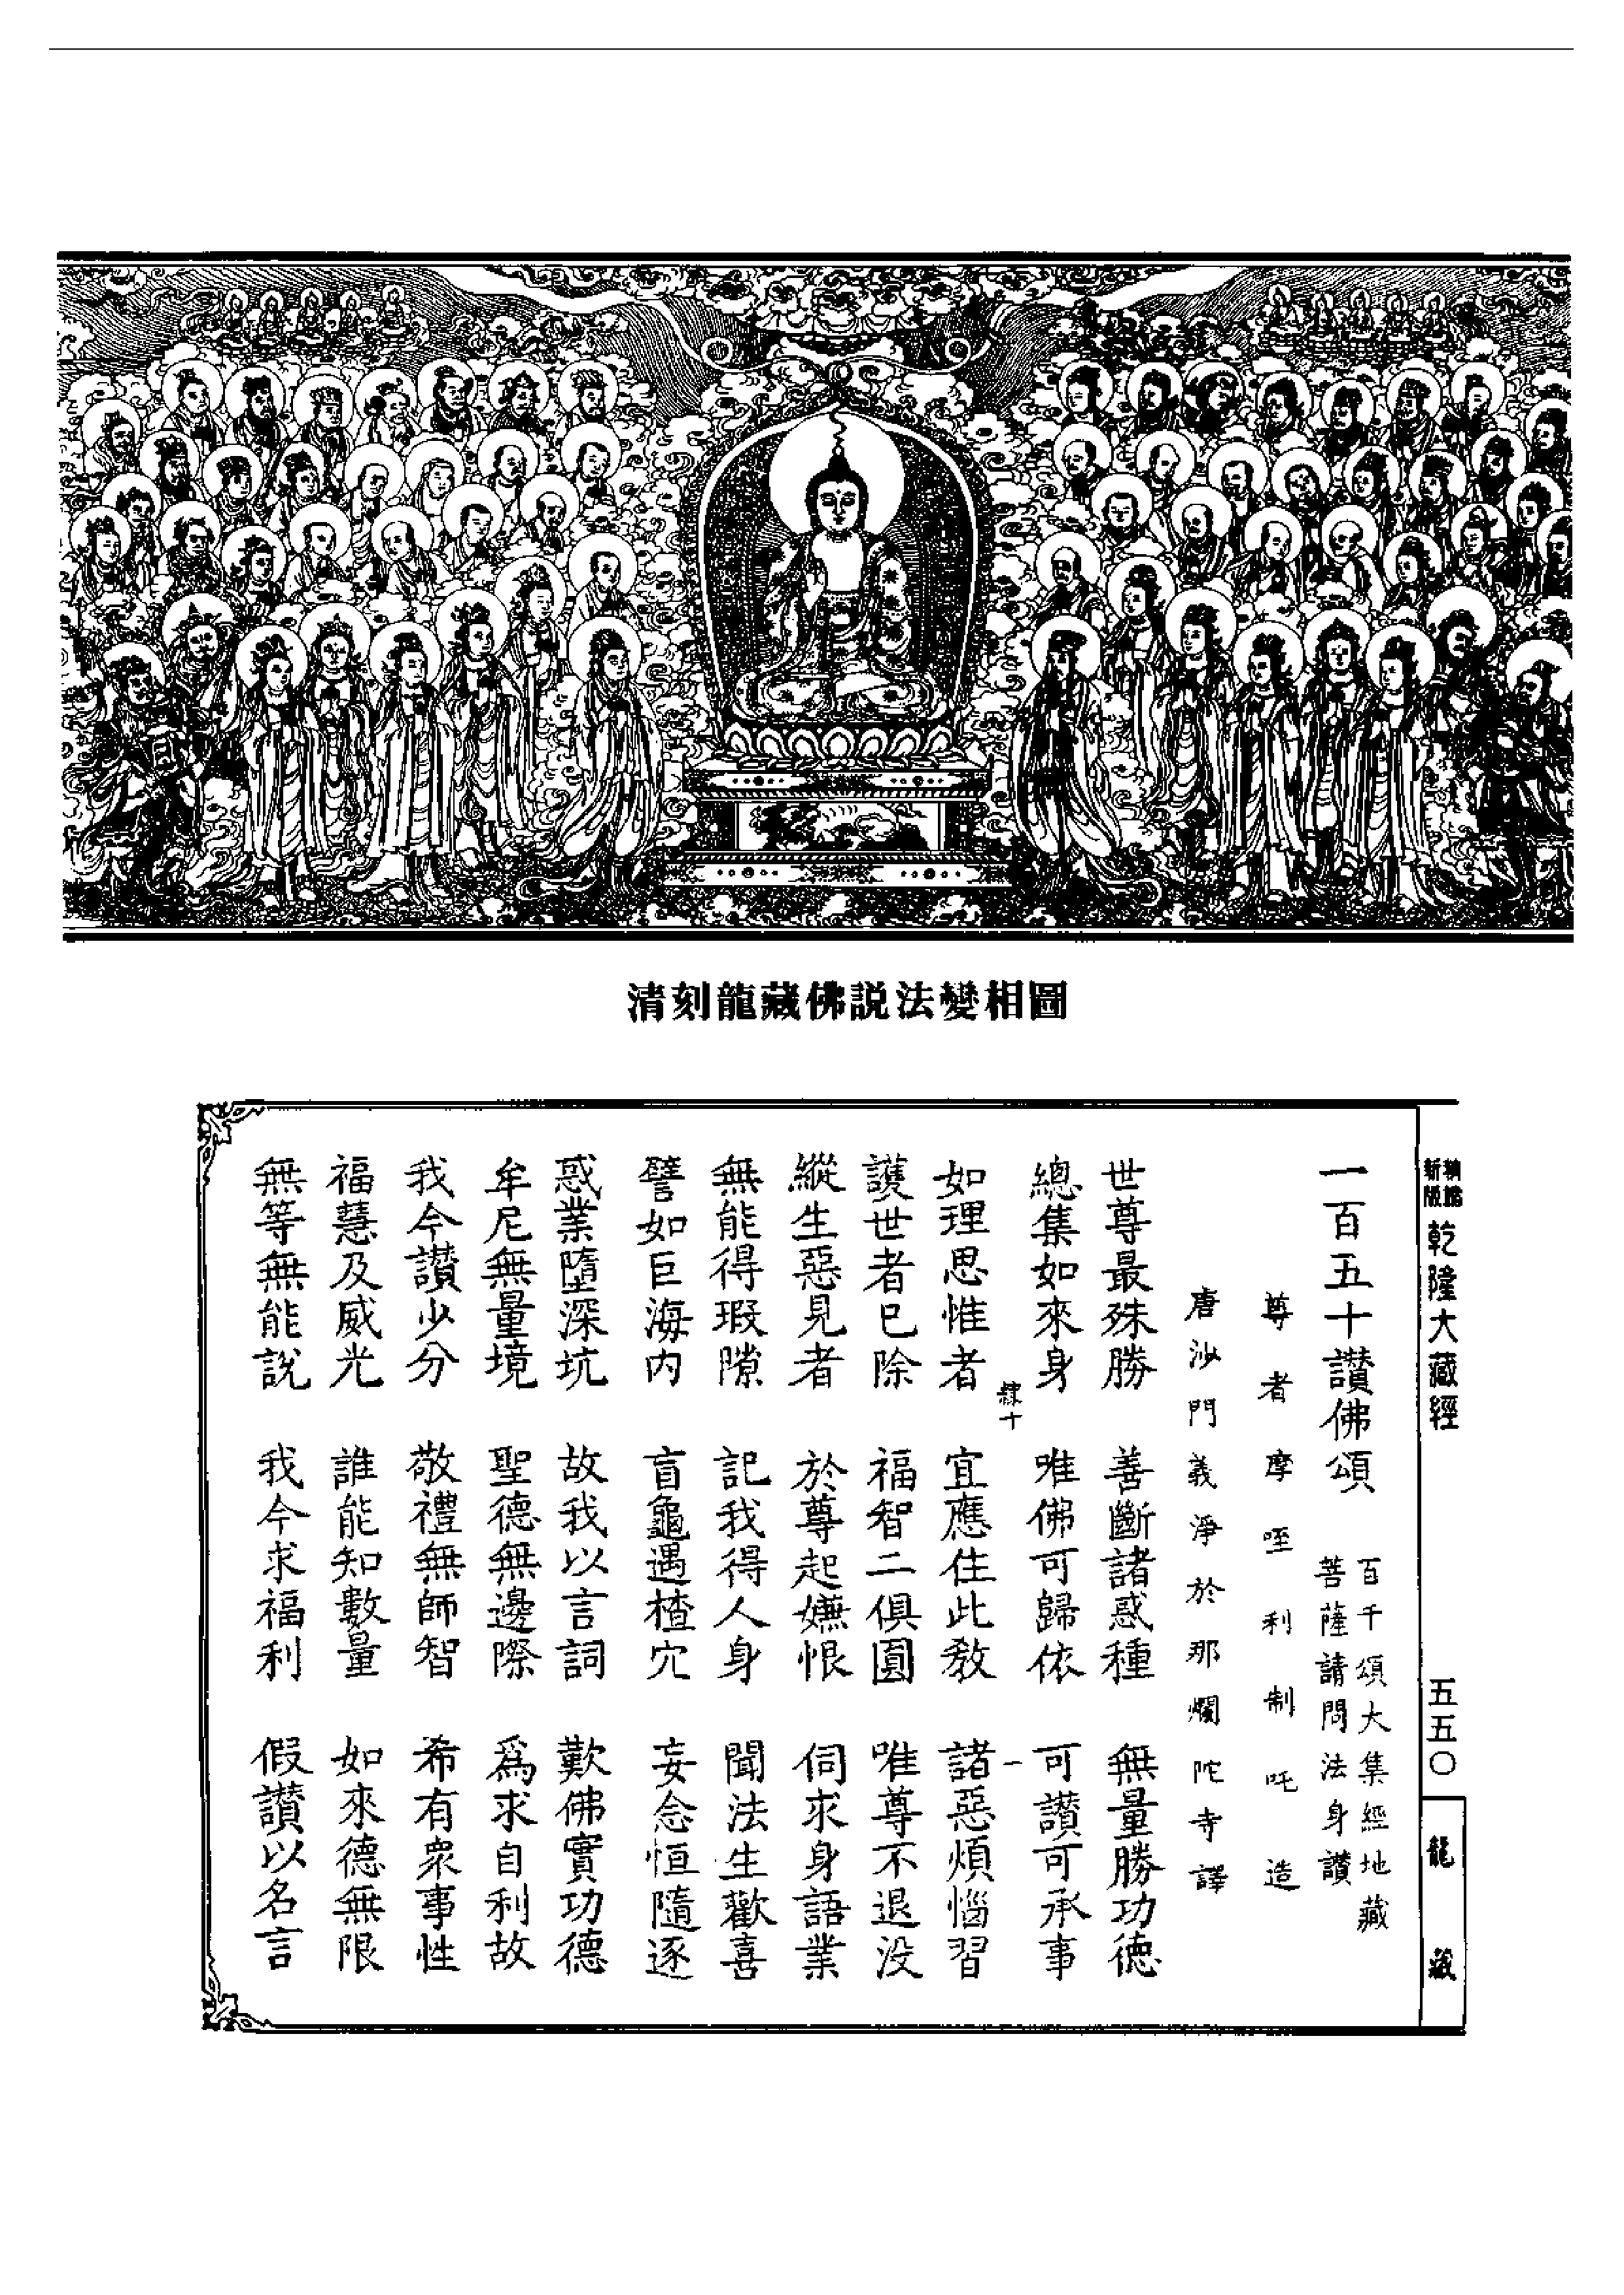 清刻龍藏佛説法變相圖
新版
乾隆大藏經
五五〇
龍藏
一百五十讚佛頌
百千頌大集經地藏
菩薩請問法身讚
尊者摩咥利制吒造
唐沙門義淨於那爛陀寺譯
世尊最殊勝 善斷諸惑種 無量勝功德
總集如來身 唯佛可歸依 可讚可承事
隸十 一
如理思惟者 宜應住此教 諸惡煩惱習
護世者已除 福智二俱圓 唯尊不退没
縱生惡見者 於尊起嫌恨 伺求身語業
無能得瑕隙 記我得人身 聞法生歡喜
譬如巨海内 盲龜遇楂穴 妄念恒隨逐
惑業墮深坑 故我以言詞 歎佛實功德
牟尼無量境 聖德無邊際 爲求自利故
我今讚少分 敬禮無師智 希有衆事性
福慧及威光 誰能知數量 如來德無限
無等無能説 我今求福利 假讚以名言